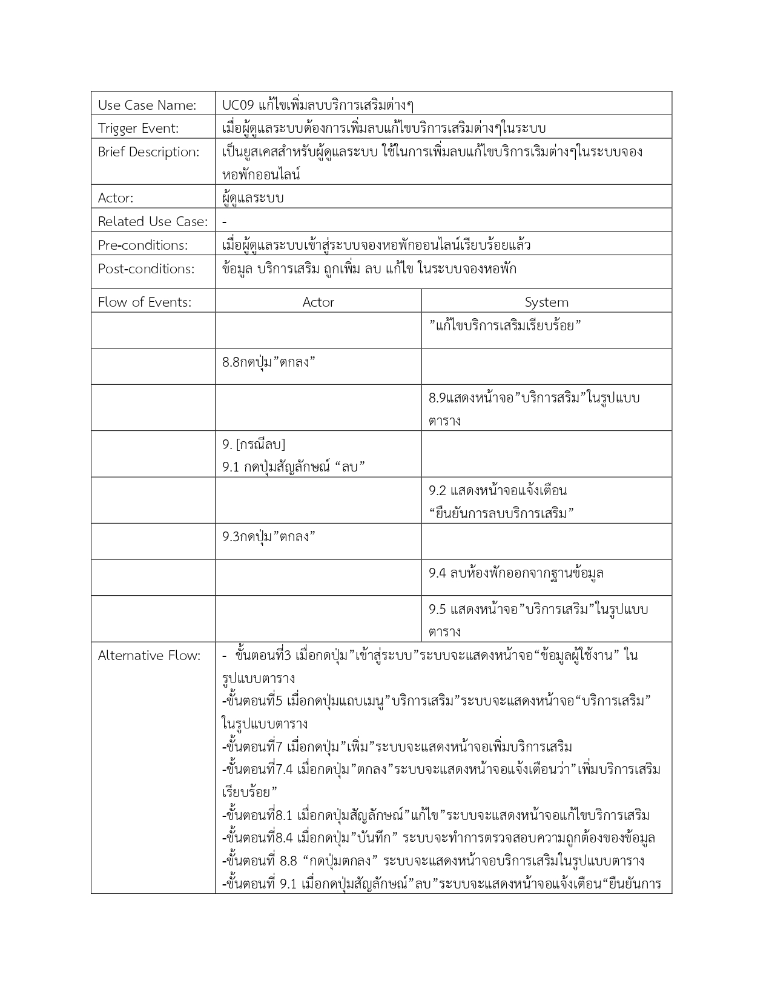 Use Case Name: UC09 แก้ไขเพิ่มลบบริการเสริมต่างๆ
Trigger Event: เมื่อผู้ดูแลระบบต้องการเพิ่มลบแก้ไขบริการเสริมต่างๆในระบบ
Brief Description: เป็นยูสเคสสำหรับผู้ดูแลระบบ ใช้ในการเพิ่มลบแก้ไขบริการเริมต่างๆในระบบจอง
หอพักออนไลน์
Actor: ผู้ดูแลระบบ
Related Use Case: -
Pre-conditions: เมื่อผู้ดูแลระบบเข้าสู่ระบบจองหอพักออนไลน์เรียบร้อยแล้ว
Post-conditions: ข้อมูล บริการเสริม ถูกเพิ่ม ลบ แก้ไข ในระบบจองหอพัก
Flow of Events: Actor System
”แก้ไขบริการเสริมเรียบร้อย”
8.8กดปุ่ม”ตกลง”
8.9แสดงหน้าจอ”บริการสริม”ในรูปแบบ
ตาราง
9. [กรณีลบ]
9.1 กดปุ่มสัญลักษณ์ “ลบ”
9.2 แสดงหน้าจอแจ้งเตือน
“ยืนยันการลบบริการเสริม”
9.3กดปุ่ม”ตกลง”
9.4 ลบห้องพักออกจากฐานข้อมูล
9.5 แสดงหน้าจอ”บริการเสริม”ในรูปแบบ
ตาราง
Alternative Flow: - ขั้นตอนที่3 เมื่อกดปุ่ม”เข้าสู่ระบบ”ระบบจะแสดงหน้าจอ“ข้อมูลผู้ใช้งาน” ใน
รูปแบบตาราง
-ขั้นตอนที่5 เมื่อกดปุ่มแถบเมนู”บริการเสริม”ระบบจะแสดงหน้าจอ“บริการเสริม”
ในรูปแบบตาราง
-ขั้นตอนที่7 เมื่อกดปุ่ม”เพิ่ม”ระบบจะแสดงหน้าจอเพิ่มบริการเสริม
-ขั้นตอนที่7.4 เมื่อกดปุ่ม”ตกลง”ระบบจะแสดงหน้าจอแจ้งเตือนว่า”เพิ่มบริการเสริม
เรียบร้อย”
-ขั้นตอนที่8.1 เมื่อกดปุ่มสัญลักษณ์”แก้ไข”ระบบจะแสดงหน้าจอแก้ไขบริการเสริม
-ขั้นตอนที่8.4 เมื่อกดปุ่ม”บันทึก” ระบบจะทำการตรวจสอบความถูกต้องของข้อมูล
-ขั้นตอนที่ 8.8 “กดปุ่มตกลง” ระบบจะแสดงหน้าจอบริการเสริมในรูปแบบตาราง
-ขั้นตอนที่ 9.1 เมื่อกดปุ่มสัญลักษณ์”ลบ”ระบบจะแสดงหน้าจอแจ้งเตือน“ยืนยันการ